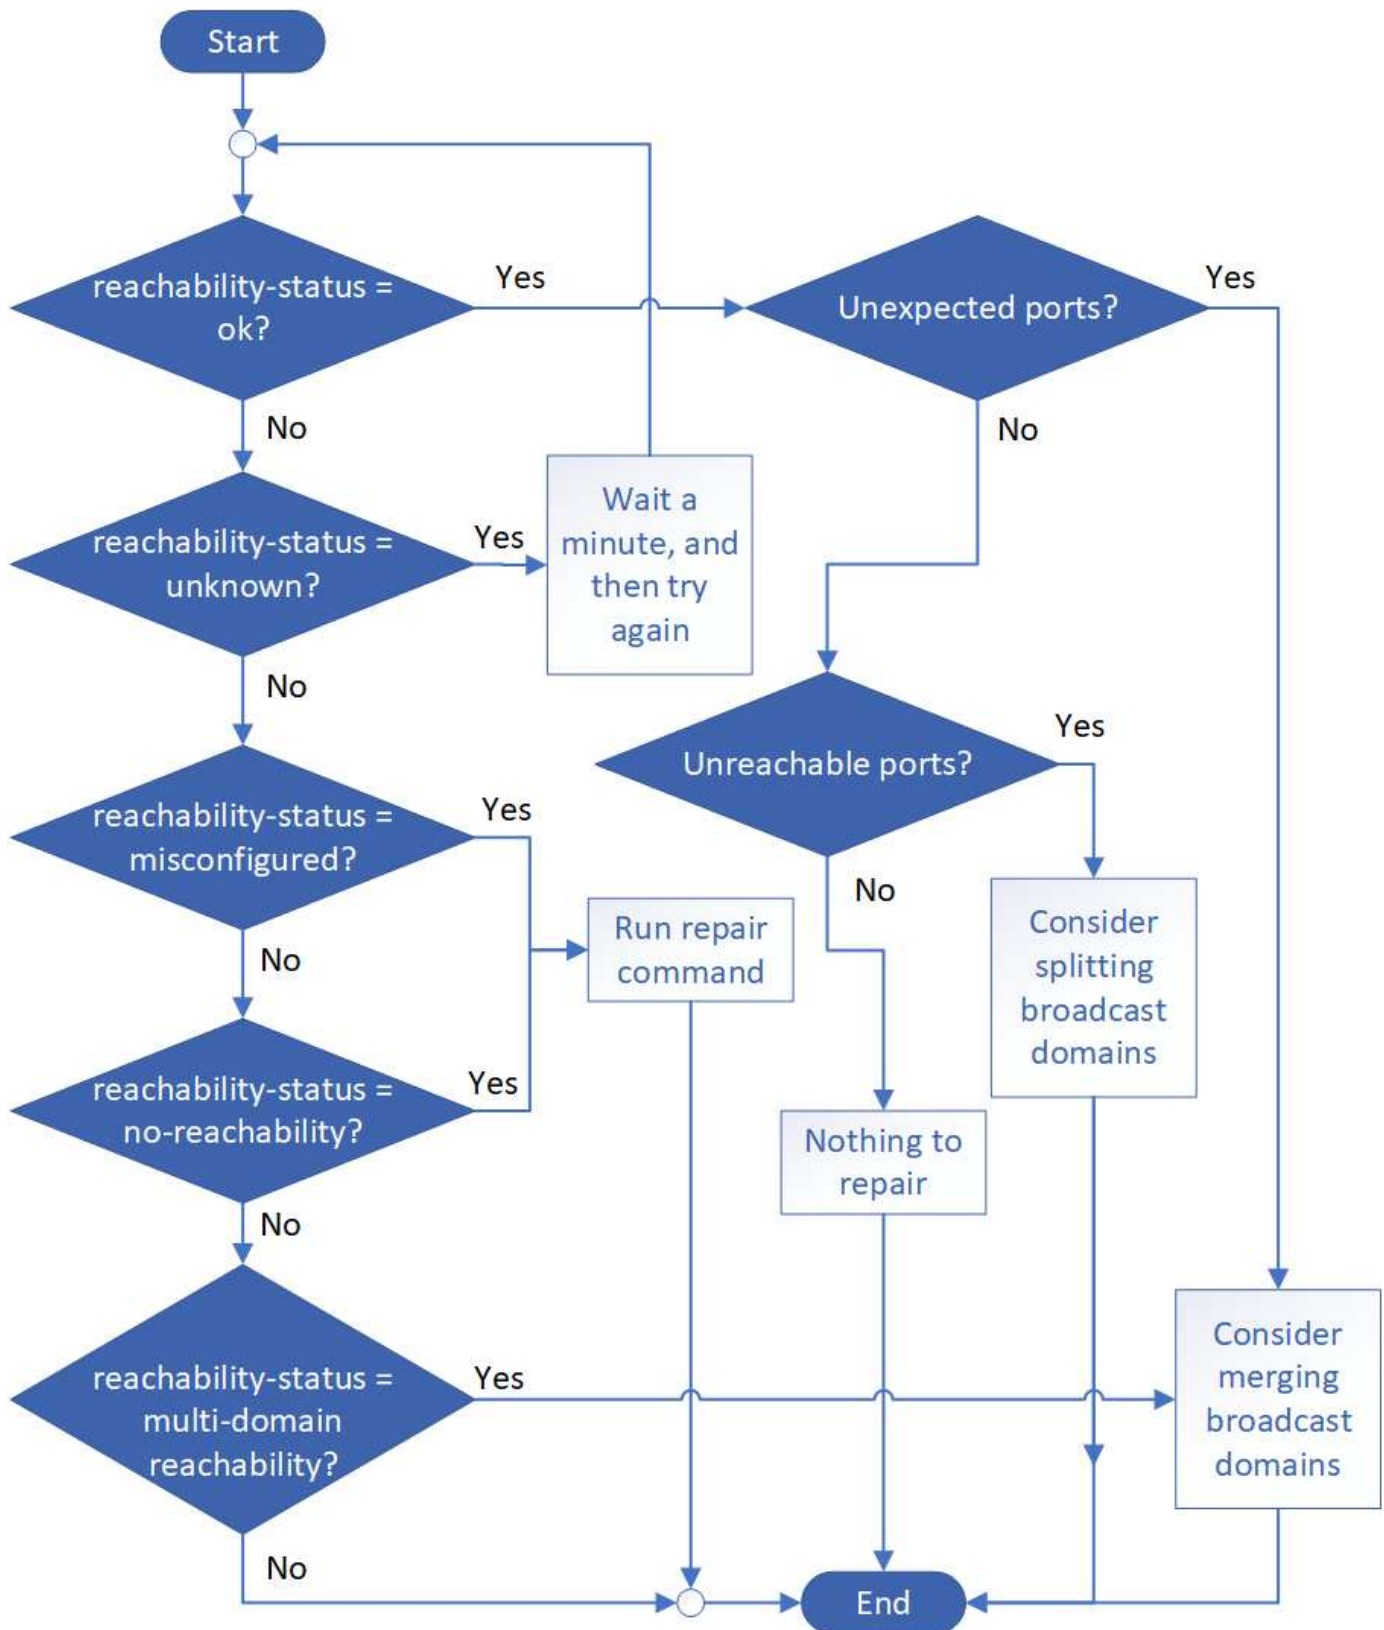 Start
reachability-status =
ok?
Yes
Unexpected ports?
Yes
No
No
reachability-status =
unknown?
Yes
Wait a
minute, and
then try
again
No
Unreachable ports?
Yes
reachability-status =
misconfigured?
Yes
No
Run repair
command
Consider
splitting
broadcast
domains
No
reachability-status =
no-reachability?
Yes
Nothing to
repair
No
reachability-status =
multi-domain
reachability?
Yes
Consider
merging
broadcast
domains
No
End